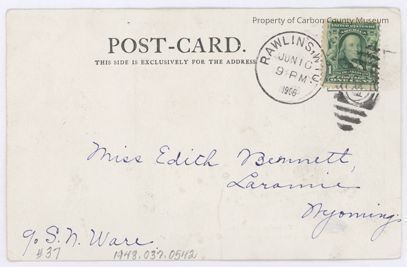 Property of Carbon County Museum
POST-CARD.
THIS SIDE IS EXCLUSIVELY FOR THE ADDRESS
RAWLINS, WYO.
JUN 10
9 PM
1906
Miss Edith Bennett,
Laramie
Wyoming
c/o S. N. Ware
#37 1948.037.0542